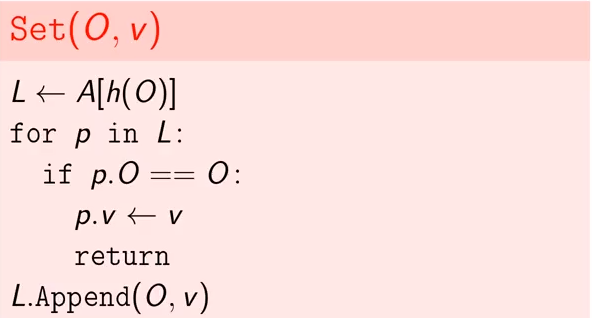 Set(O, v)
L ← A[h(O)]
for p in L:
if p.O == O:
p.v ← v
return
L.Append(O, v)